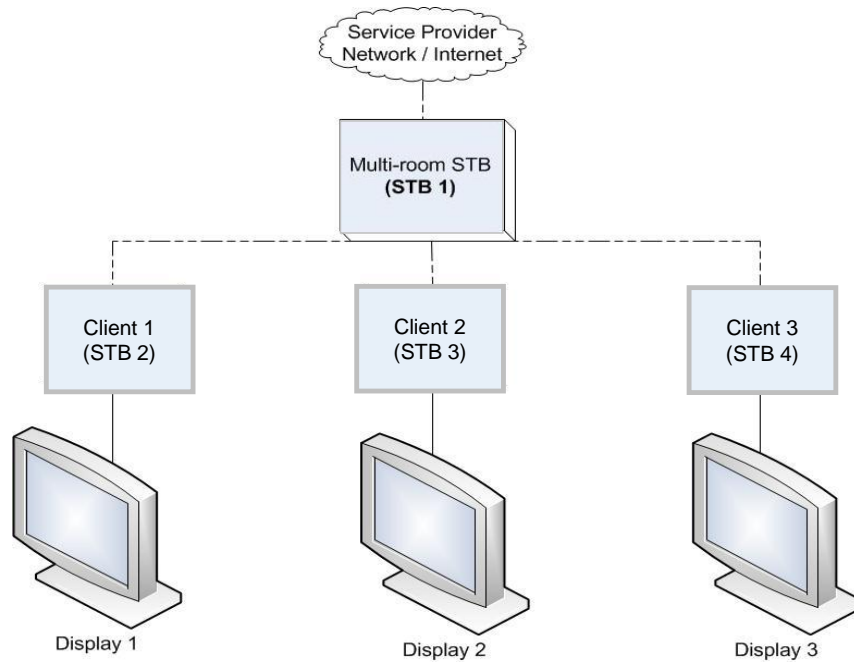 Service Provider
Network / Internet
Multi-room STB
(STB 1)
Client 1
(STB 2)
Client 2
(STB 3)
Client 3
(STB 4)
Display 1
Display 2
Display 3